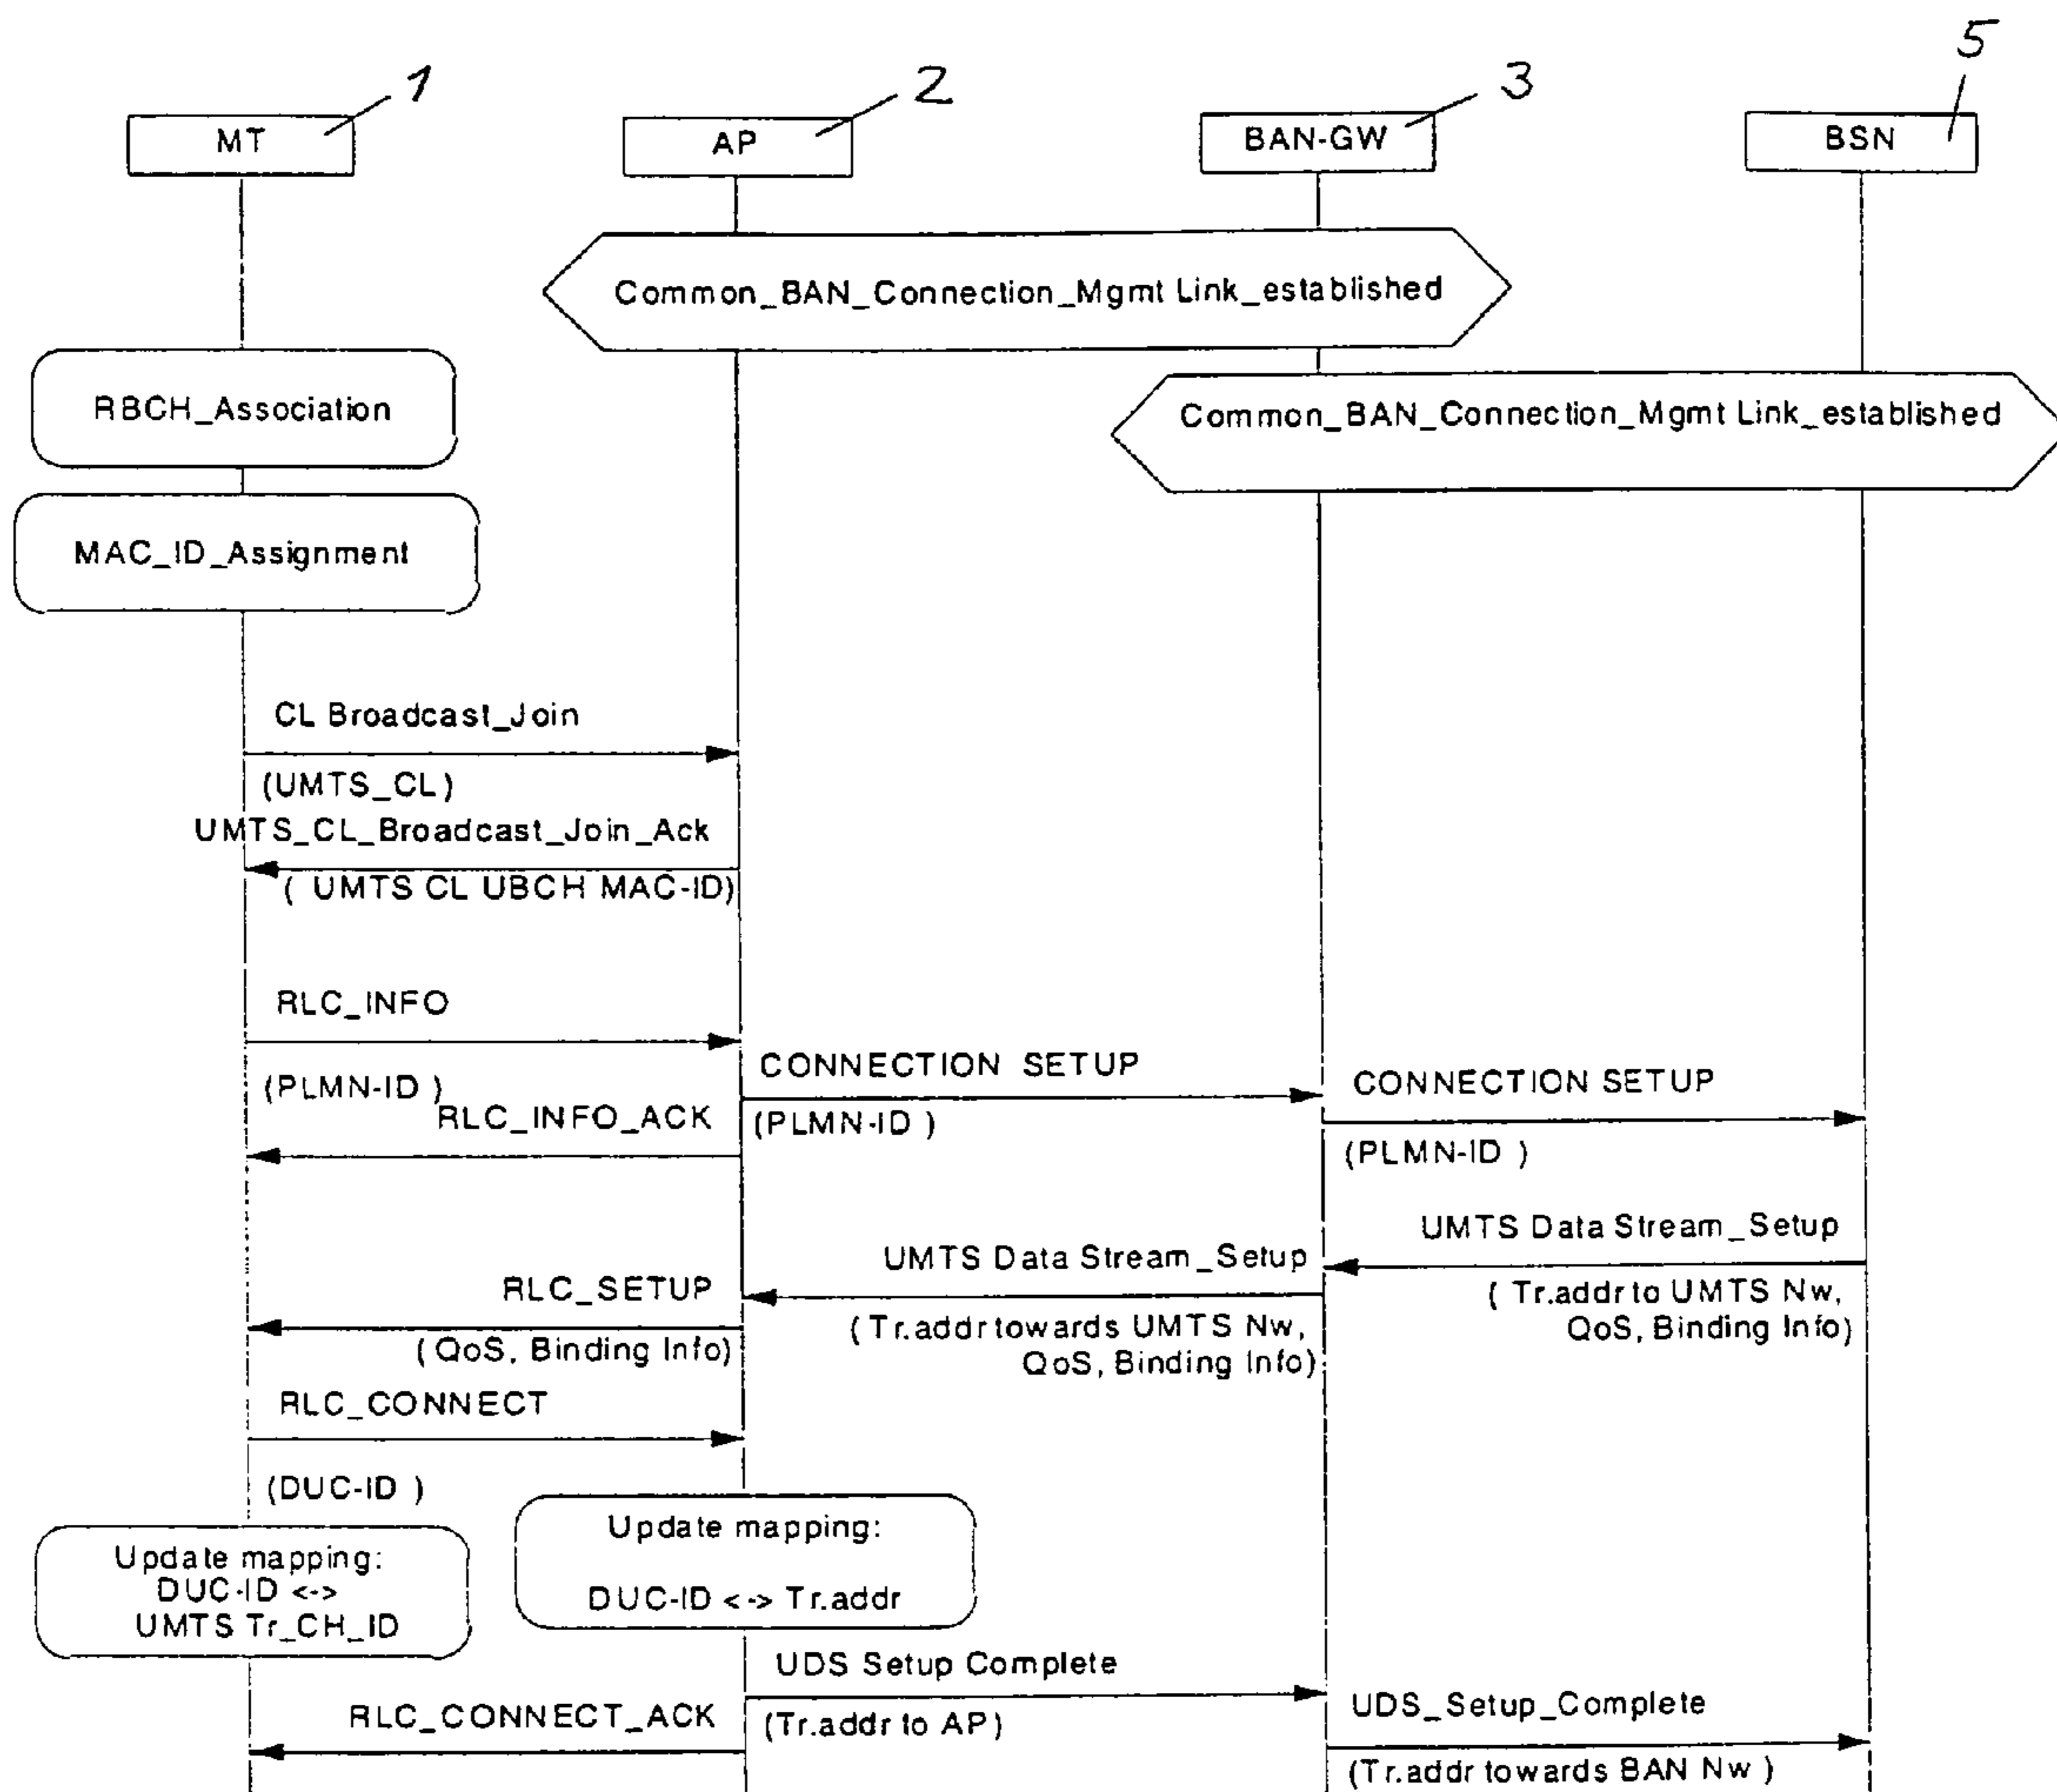 1
2
3
5
MT
AP
BAN-GW
BSN
Common_BAN_Connection_Mgmt Link_established
RBCH_Association
Common_BAN_Connection_Mgmt Link_established
MAC_ID_Assignment
CL Broadcast_Join
(UMTS_CL)
UMTS_CL_Broadcast_Join_Ack
( UMTS CL UBCH MAC-ID)
RLC_INFO
(PLMN-ID )
CONNECTION SETUP
(PLMN-ID )
CONNECTION SETUP
(PLMN-ID )
RLC_INFO_ACK
UMTS Data Stream_Setup
( Tr.addr to UMTS Nw,
QoS, Binding Info)
UMTS Data Stream_Setup
( Tr.addr towards UMTS Nw,
QoS, Binding Info)
RLC_SETUP
( QoS, Binding Info)
RLC_CONNECT
(DUC-ID )
Update mapping:
DUC-ID <->
UMTS Tr_CH_ID
Update mapping:
DUC-ID <-> Tr.addr
UDS Setup Complete
(Tr.addr to AP)
RLC_CONNECT_ACK
UDS_Setup_Complete
(Tr.addr towards BAN Nw )